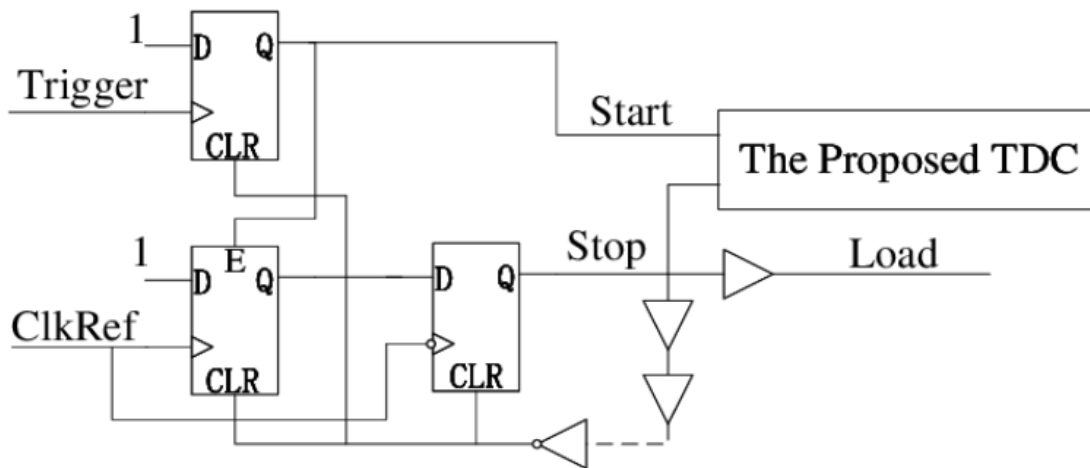 1
D
Q
Trigger
CLR
Start
The Proposed TDC
1
E
D
Q
D
Q
Stop
Load
ClkRef
CLR
CLR